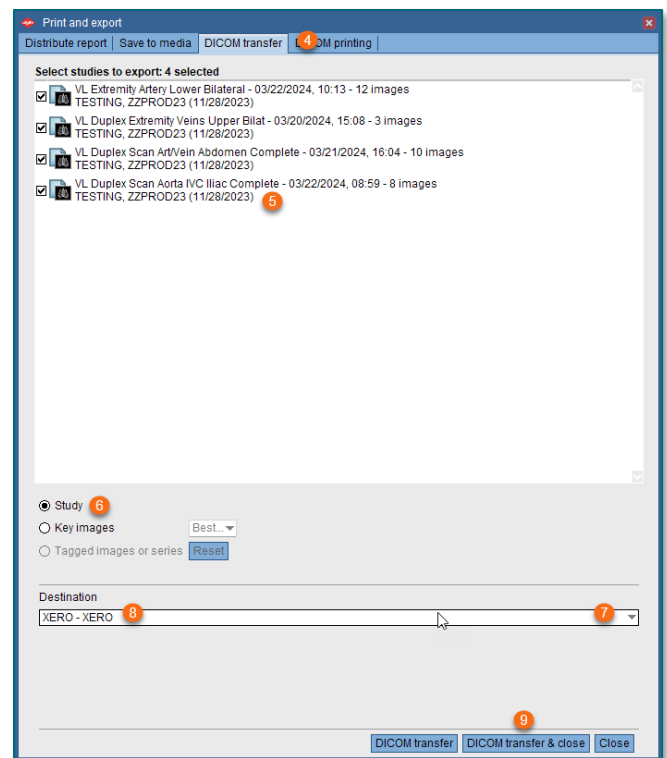 Print and export
Distribute report Save to media DICOM transfer 4 DICOM printing
Select studies to export: 4 selected
VL Extremity Artery Lower Bilateral - 03/22/2024, 10:13 - 12 images
TESTING, ZZPROD23 (11/28/2023)
VL Duplex Extremity Veins Upper Bilat - 03/20/2024, 15:08 - 3 images
TESTING, ZZPROD23 (11/28/2023)
VL Duplex Scan Art/Vein Abdomen Complete - 03/21/2024, 16:04 - 10 images
TESTING, ZZPROD23 (11/28/2023)
VL Duplex Scan Aorta IVC Iliac Complete - 03/22/2024, 08:59 - 8 images
TESTING, ZZPROD23 (11/28/2023) 5
Study 6
Key images Best...
Tagged images or series Reset
Destination
XERO - XERO 8 7
9
DICOM transfer DICOM transfer & close Close